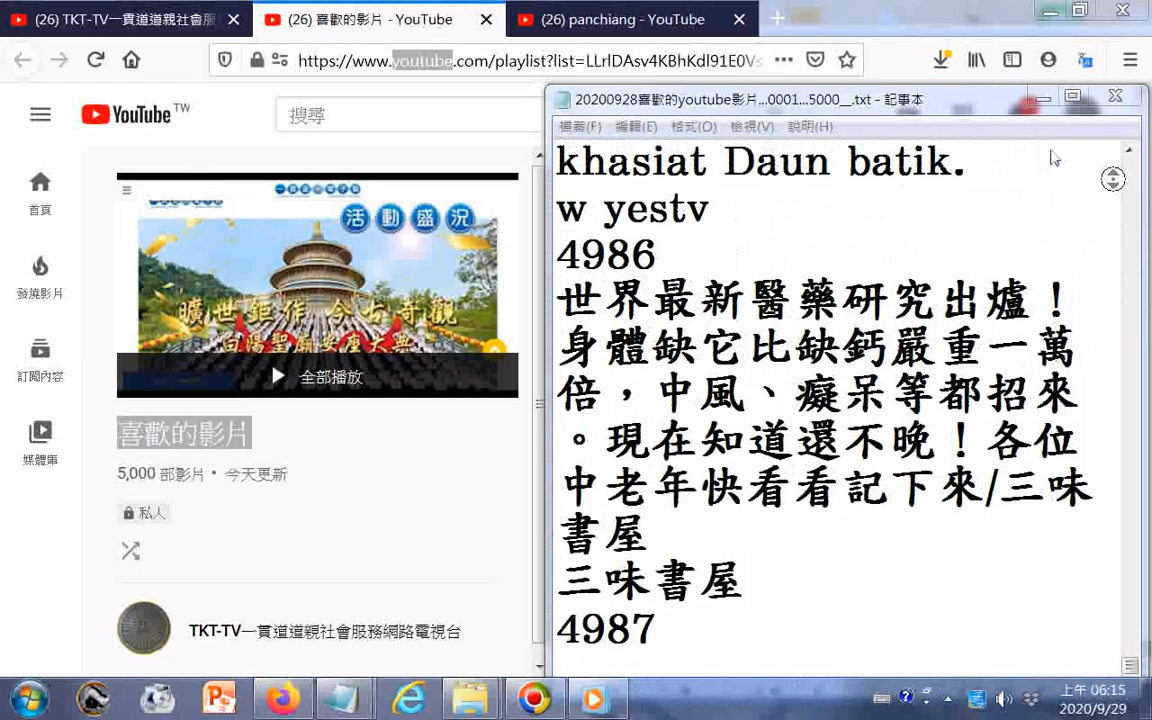 (26) TKT-TV一貫道道親社會服
(26) 喜歡的影片 - YouTube
(26) panchiang - YouTube
https://www.youtube.com/playlist?list=LLrlDAsv4KBhKdl91E0Vs
YouTube TW
搜尋
首頁
發燒影片
訂閱內容
媒體庫
活動盛況
曠世鉅作 今古奇觀
全部播放
喜歡的影片
5,000 部影片・今天更新
私人
TKT-TV一貫道道親社會服務網路電視台
20200928喜歡的youtube影片...0001...5000__.txt - 記事本
檔案(F) 編輯(E) 格式(O) 檢視(V) 說明(H)
khasiat Daun batik.
w yestv
4986
世界最新醫藥研究出爐！
身體缺它比缺鈣嚴重一萬
倍，中風、癡呆等都招來
。現在知道還不晚！各位
中老年快看看記下來/三味
書屋
三味書屋
4987
上午 06:15
2020/9/29